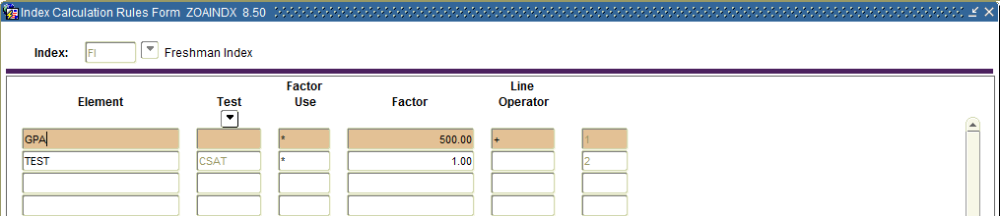 Index Calculation Rules Form ZOAINDX 8.50
Index: FI Freshman Index
Factor Line
Element Test Use Factor Operator
GPA * 500.00 + 1
TEST CSAT * 1.00 2